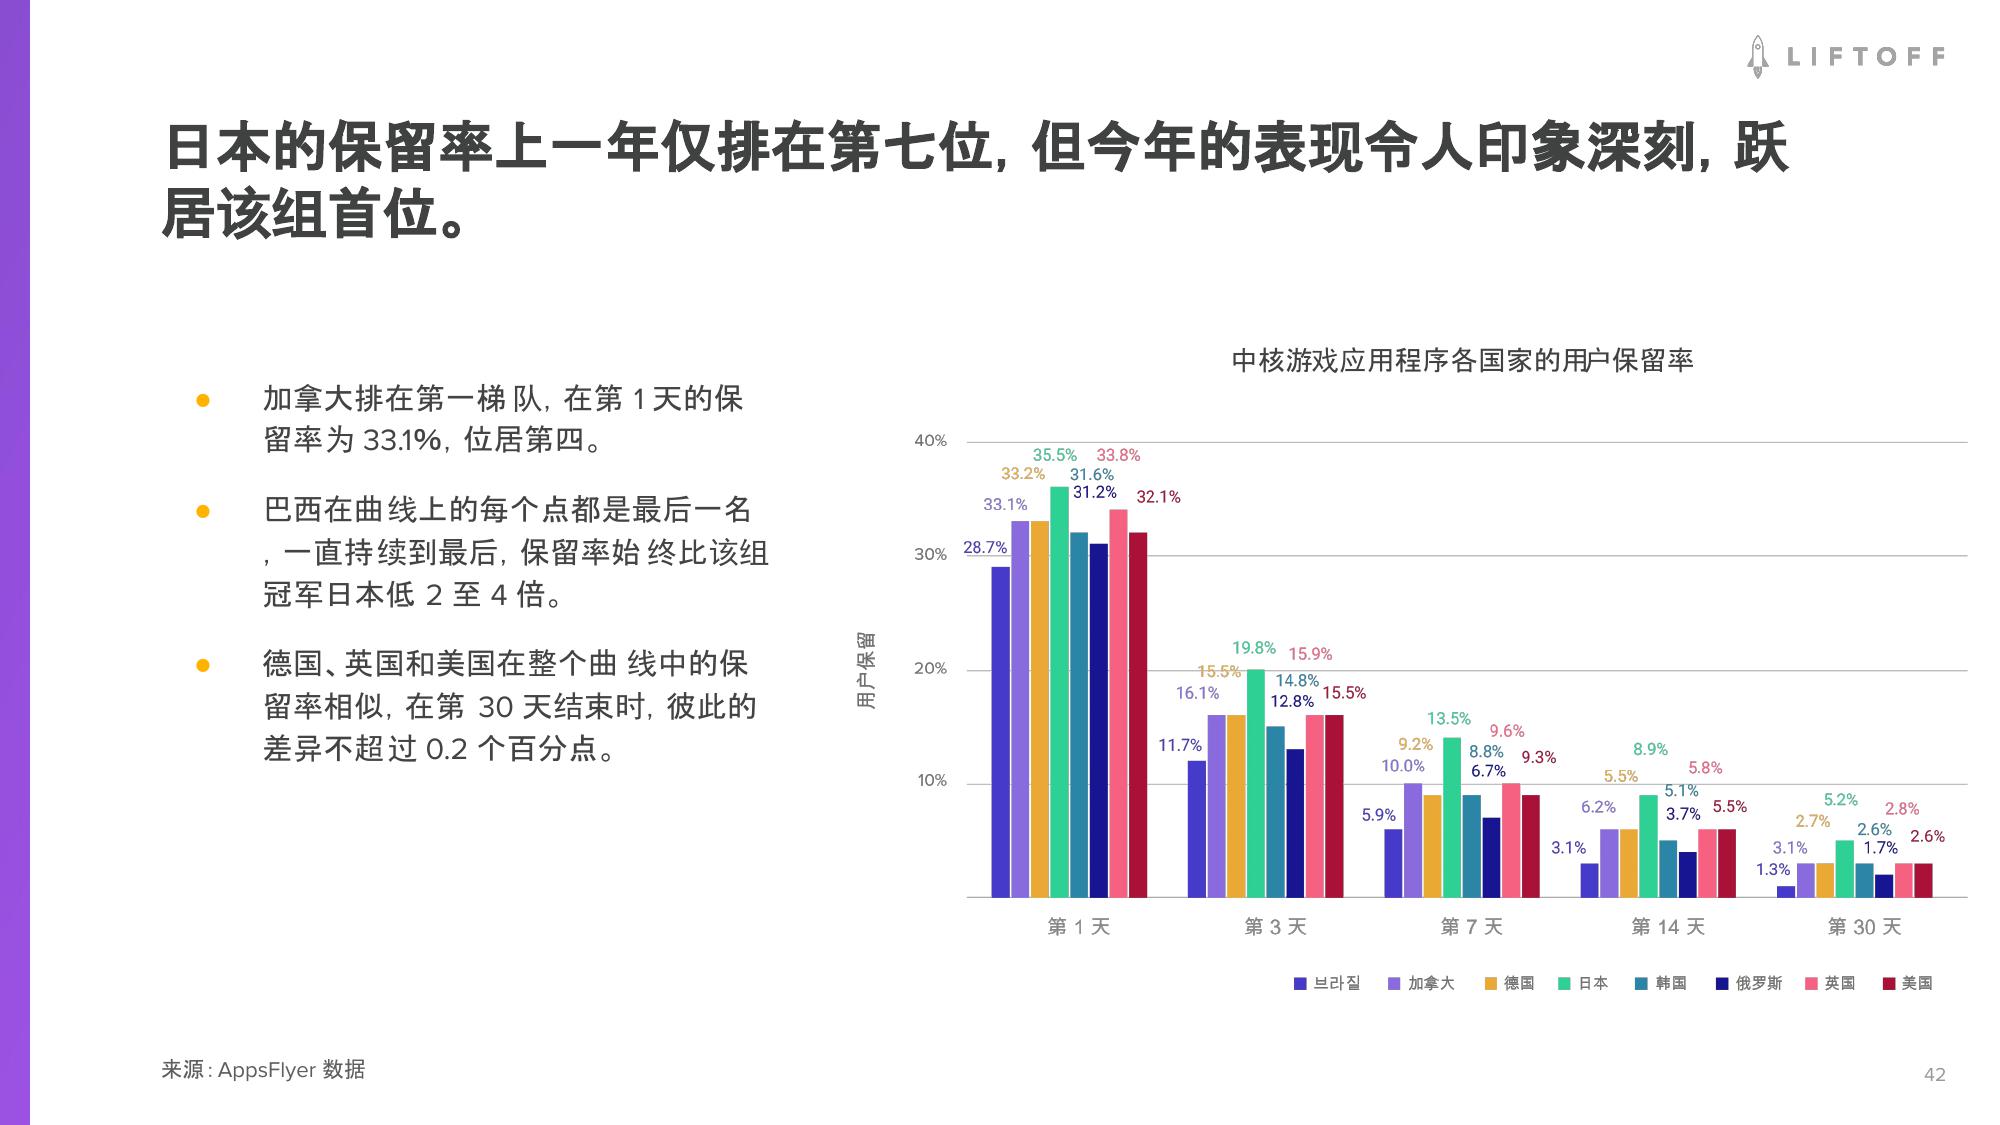 LIFTOFF
日本的保留率上一年仅排在第七位, 但今年的表现令人印象深刻, 跃
居该组首位。
加拿大排在第一梯队, 在第 1 天的保
留率为 33.1%, 位居第四。
巴西在曲线上的每个点都是最后一名
, 一直持续到最后, 保留率始终比该组
冠军日本低 2 至 4 倍。
德国、英国和美国在整个曲线中的保
留率相似, 在第 30 天结束时, 彼此的
差异不超过 0.2 个百分点。
中核游戏应用程序各国家的用户保留率
用户保留
40%
30%
20%
10%
28.7%
33.1%
33.2%
35.5%
31.6%
31.2%
33.8%
32.1%
11.7%
16.1%
15.5%
19.8%
14.8%
12.8%
15.9%
15.5%
5.9%
10.0%
9.2%
13.5%
8.8%
6.7%
9.6%
9.3%
3.1%
6.2%
5.5%
8.9%
5.1%
3.7%
5.8%
5.5%
1.3%
3.1%
2.7%
5.2%
2.6%
1.7%
2.8%
2.6%
第 1 天 第 3 天 第 7 天 第 14 天 第 30 天
브라질 加拿大 德国 日本 韩国 俄罗斯 英国 美国
来源: AppsFlyer 数据
42